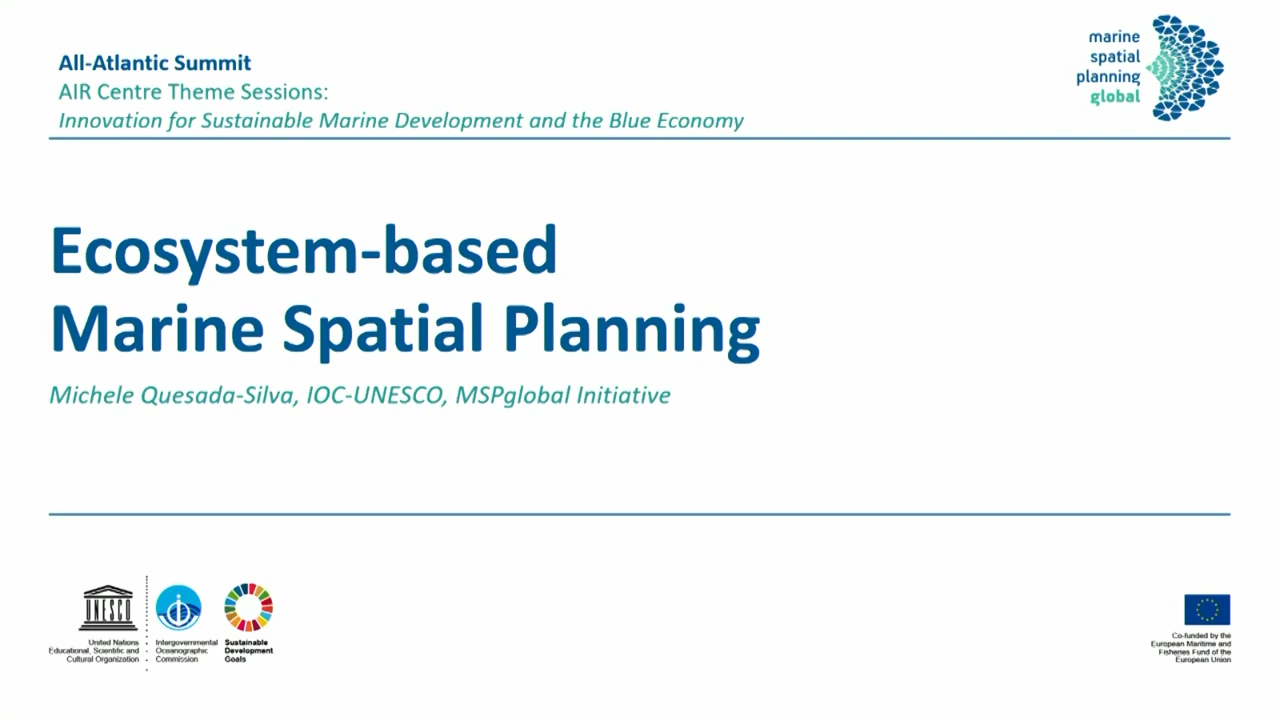 All-Atlantic Summit
AIR Centre Theme Sessions:
Innovation for Sustainable Marine Development and the Blue Economy
marine
spatial
planning
global
Ecosystem-based
Marine Spatial Planning
Michele Quesada-Silva, IOC-UNESCO, MSPglobal Initiative
UNESCO
United Nations
Educational, Scientific and
Cultural Organization
Intergovernmental
Oceanographic
Commission
Sustainable
Development
Goals
Co-funded by the
European Maritime and
Fisheries Fund of the
European Union